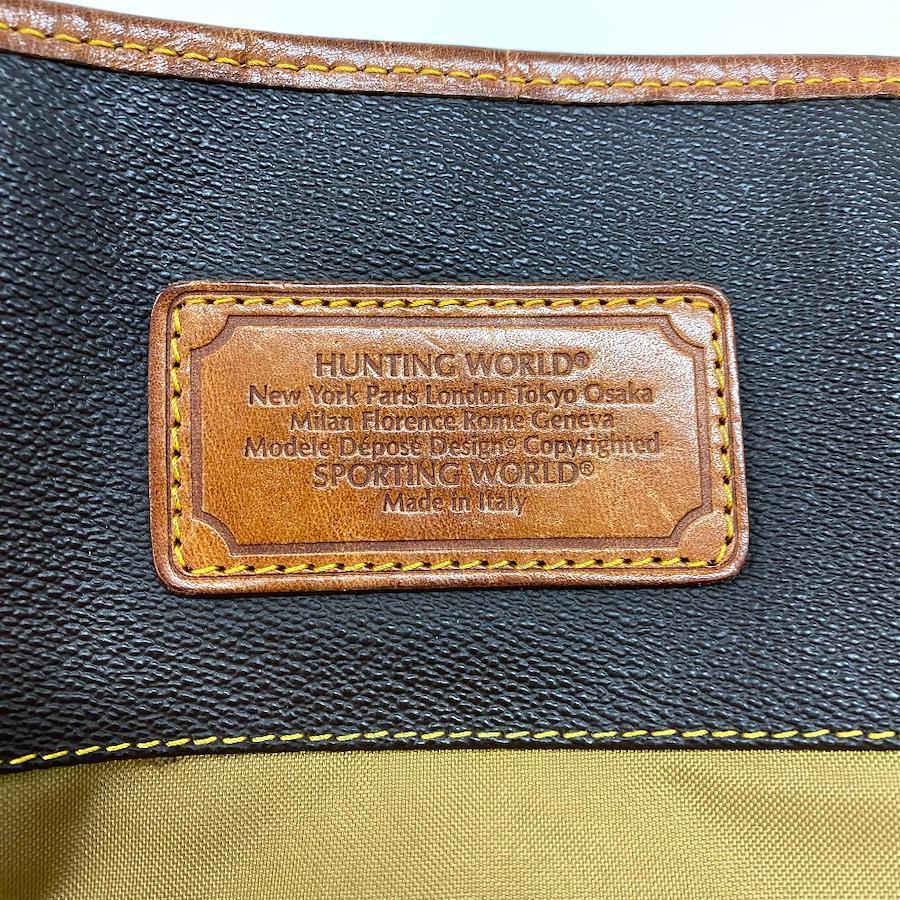 HUNTING WORLD®
New York Paris London Tokyo Osaka
Milan Florence Rome Geneva
Modele Déposé Design© Copyrighted
SPORTING WORLD®
Made in Italy